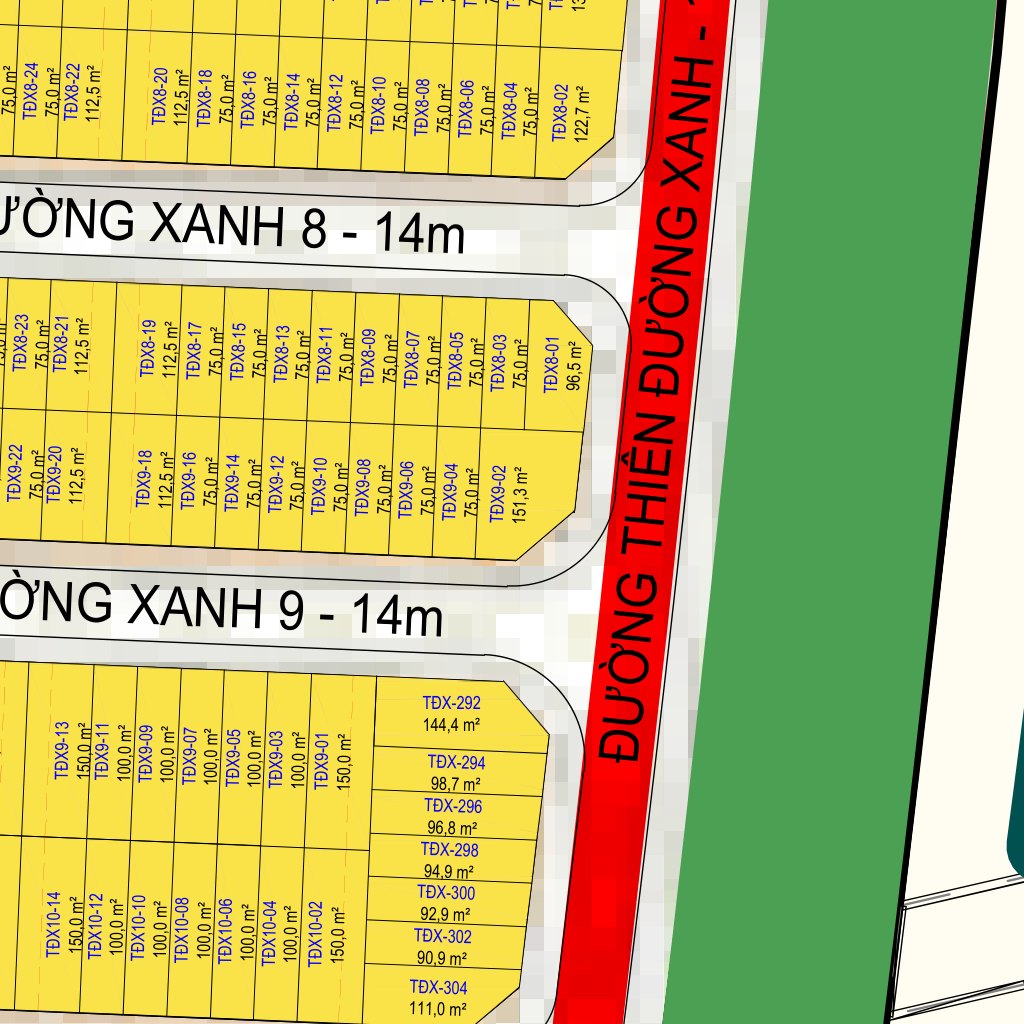 75,0 m²
TĐX8-24
75,0 m²
TĐX8-22
112,5 m²
TĐX8-20
112,5 m²
TĐX8-18
75,0 m²
TĐX8-16
75,0 m²
TĐX8-14
75,0 m²
TĐX8-12
75,0 m²
TĐX8-10
75,0 m²
TĐX8-08
75,0 m²
TĐX8-06
75,0 m²
TĐX8-04
75,0 m²
TĐX8-02
122,7 m²
ƯỜNG XANH 8 - 14m
TĐX8-23
75,0 m²
TĐX8-21
112,5 m²
TĐX8-19
112,5 m²
TĐX8-17
75,0 m²
TĐX8-15
75,0 m²
TĐX8-13
75,0 m²
TĐX8-11
75,0 m²
TĐX8-09
75,0 m²
TĐX8-07
75,0 m²
TĐX8-05
75,0 m²
TĐX8-03
75,0 m²
TĐX8-01
96,5 m²
TĐX9-22
75,0 m²
TĐX9-20
112,5 m²
TĐX9-18
112,5 m²
TĐX9-16
75,0 m²
TĐX9-14
75,0 m²
TĐX9-12
75,0 m²
TĐX9-10
75,0 m²
TĐX9-08
75,0 m²
TĐX9-06
75,0 m²
TĐX9-04
75,0 m²
TĐX9-02
151,3 m²
ỜNG XANH 9 - 14m
ĐƯỜNG THIÊN ĐƯỜNG XANH -
TĐX9-13
150,0 m²
TĐX9-11
100,0 m²
TĐX9-09
100,0 m²
TĐX9-07
100,0 m²
TĐX9-05
100,0 m²
TĐX9-03
100,0 m²
TĐX9-01
150,0 m²
TĐX-292
144,4 m²
TĐX-294
98,7 m²
TĐX-296
96,8 m²
TĐX-298
94,9 m²
TĐX-300
92,9 m²
TĐX-302
90,9 m²
TĐX-304
111,0 m²
TĐX10-14
150,0 m²
TĐX10-12
100,0 m²
TĐX10-10
100,0 m²
TĐX10-08
100,0 m²
TĐX10-06
100,0 m²
TĐX10-04
100,0 m²
TĐX10-02
150,0 m²